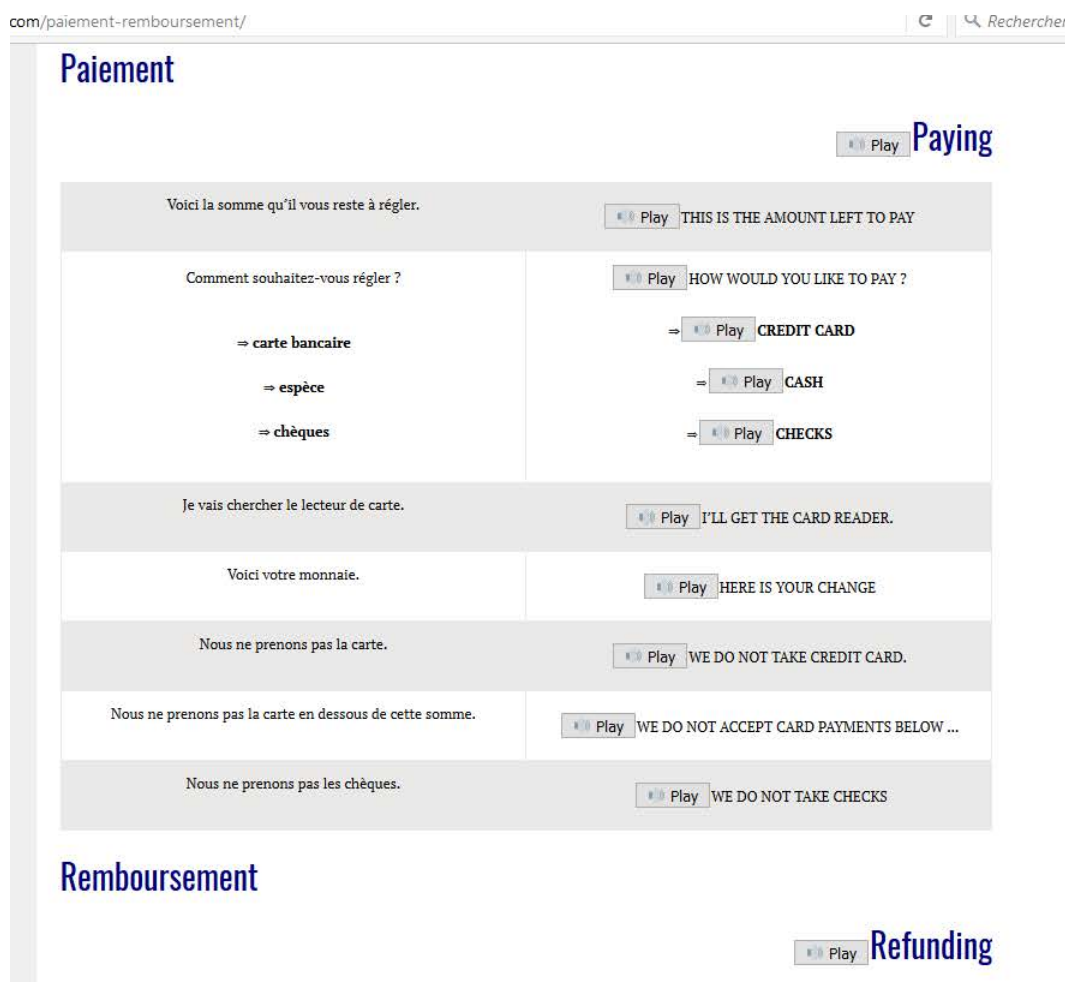 com/paiement-remboursement/ Rechercher
Paiement
Play Paying
Voici la somme qu'il vous reste à régler. Play THIS IS THE AMOUNT LEFT TO PAY
Comment souhaitez-vous régler ? Play HOW WOULD YOU LIKE TO PAY ?
⇒ carte bancaire ⇒ Play CREDIT CARD
⇒ espèce ⇒ Play CASH
⇒ chèques ⇒ Play CHECKS
Je vais chercher le lecteur de carte. Play I'LL GET THE CARD READER.
Voici votre monnaie. Play HERE IS YOUR CHANGE
Nous ne prenons pas la carte. Play WE DO NOT TAKE CREDIT CARD.
Nous ne prenons pas la carte en dessous de cette somme. Play WE DO NOT ACCEPT CARD PAYMENTS BELOW ...
Nous ne prenons pas les chèques. Play WE DO NOT TAKE CHECKS
Remboursement
Play Refunding